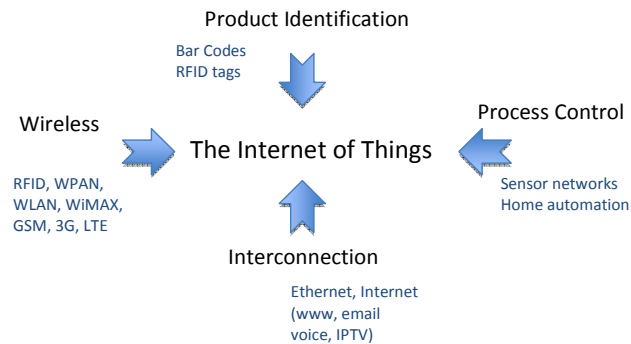 Product Identification
Bar Codes
RFID tags
Wireless
Process Control
The Internet of Things
RFID, WPAN,
WLAN, WiMAX,
GSM, 3G, LTE
Sensor networks
Home automation
Interconnection
Ethernet, Internet
(www, email
voice, IPTV)